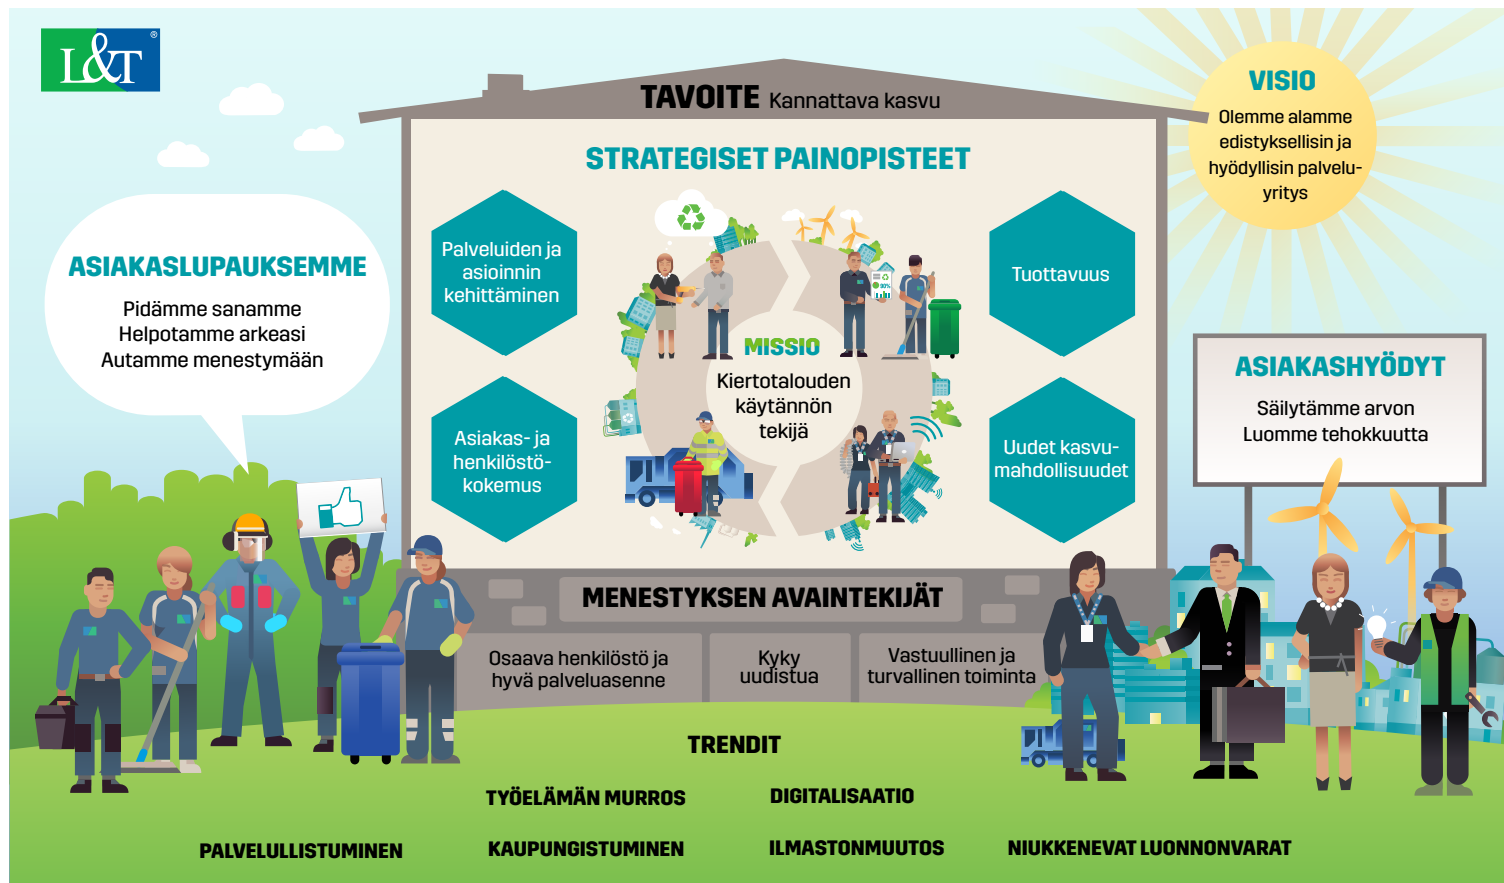 L&T®
TAVOITE Kannattava kasvu
VISIO
Olemme alamme
edistyksellisin ja
hyödyllisin palvelu-
yritys
STRATEGISET PAINOPISTEET
Palveluiden ja
asioinnin
kehittäminen
Tuottavuus
ASIAKASLUPAUKSEMME
Pidämme sanamme
Helpotamme arkeasi
Autamme menestymään
MISSIO
Kiertotalouden
käytännön
tekijä
Asiakas- ja
henkilöstö-
kokemus
Uudet kasvu-
mahdollisuudet
ASIAKASHYÖDYT
Säilytämme arvon
Luomme tehokkuutta
MENESTYKSEN AVAINTEKIJÄT
Osaava henkilöstö ja
hyvä palveluasenne
Kyky
uudistua
Vastuullinen ja
turvallinen toiminta
TRENDIT
TYÖELÄMÄN MURROS
DIGITALISAATIO
PALVELULLISTUMINEN
KAUPUNGISTUMINEN
ILMASTONMUUTOS
NIUKKENEVAT LUONNONVARAT